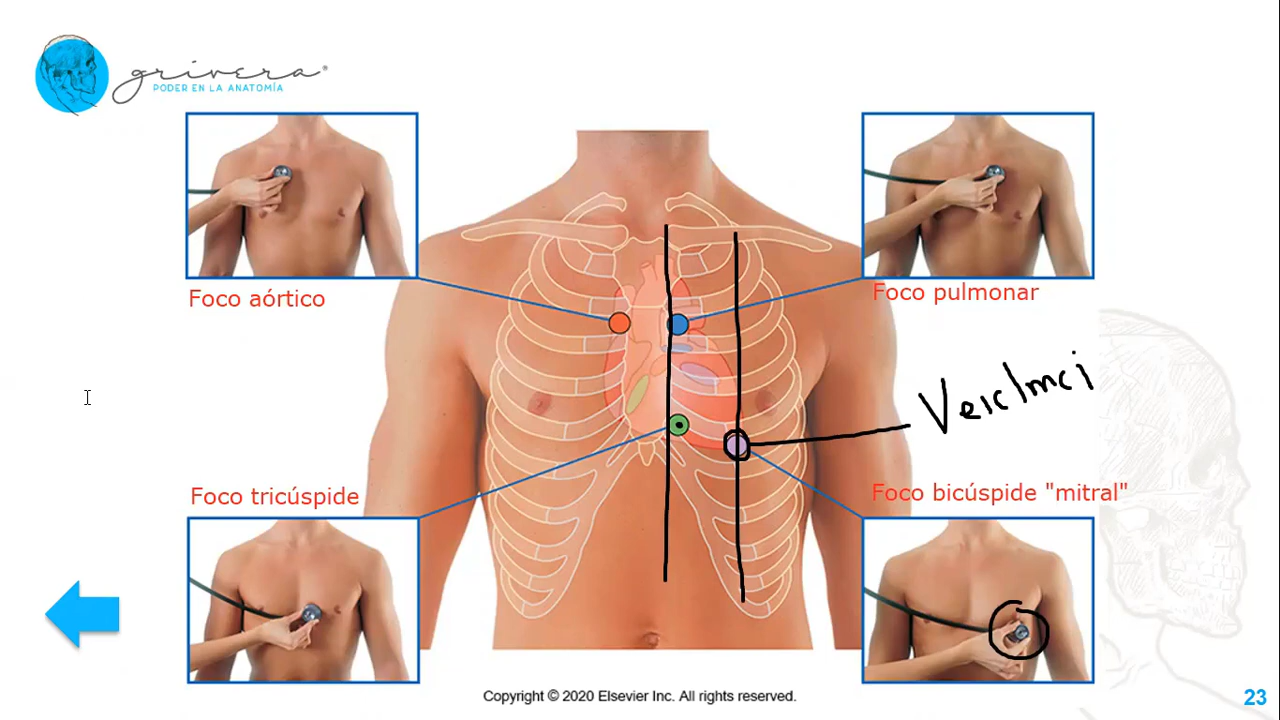 grivera®
PODER EN LA ANATOMÍA
Foco aórtico
Foco pulmonar
Foco tricúspide
Foco bicúspide "mitral"
Copyright © 2020 Elsevier Inc. All rights reserved.
23